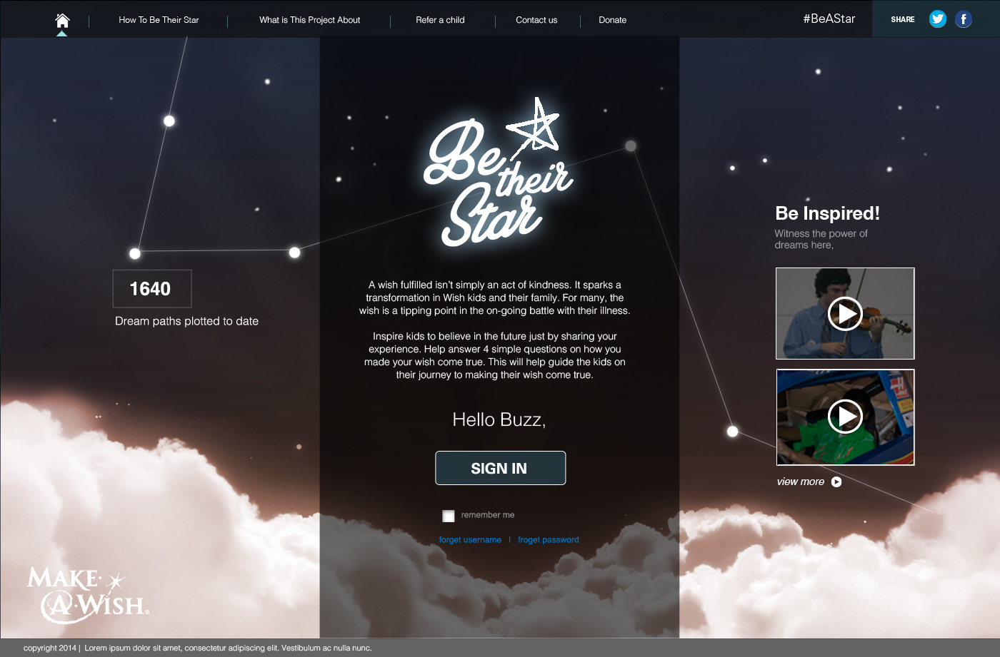 How To Be Their Star
What is This Project About
Refer a child
Contact us
Donate
#BeAStar
SHARE
Be
their
Star
1640
Dream paths plotted to date
A wish fulfilled isn't simply an act of kindness. It sparks a
transformation in Wish kids and their family. For many, the
wish is a tipping point in the on-going battle with their illness.
Inspire kids to believe in the future just by sharing your
experience. Help answer 4 simple questions on how you
made your wish come true. This will help guide the kids on
their journey to making their wish come true.
Hello Buzz,
SIGN IN
remember me
forget username | froget password
Be Inspired!
Witness the power of
dreams here,
view more
MAKE·
A·WISH®
copyright 2014 | Lorem ipsum dolor sit amet, consectetur adipiscing elit. Vestibulum ac nulla nunc.